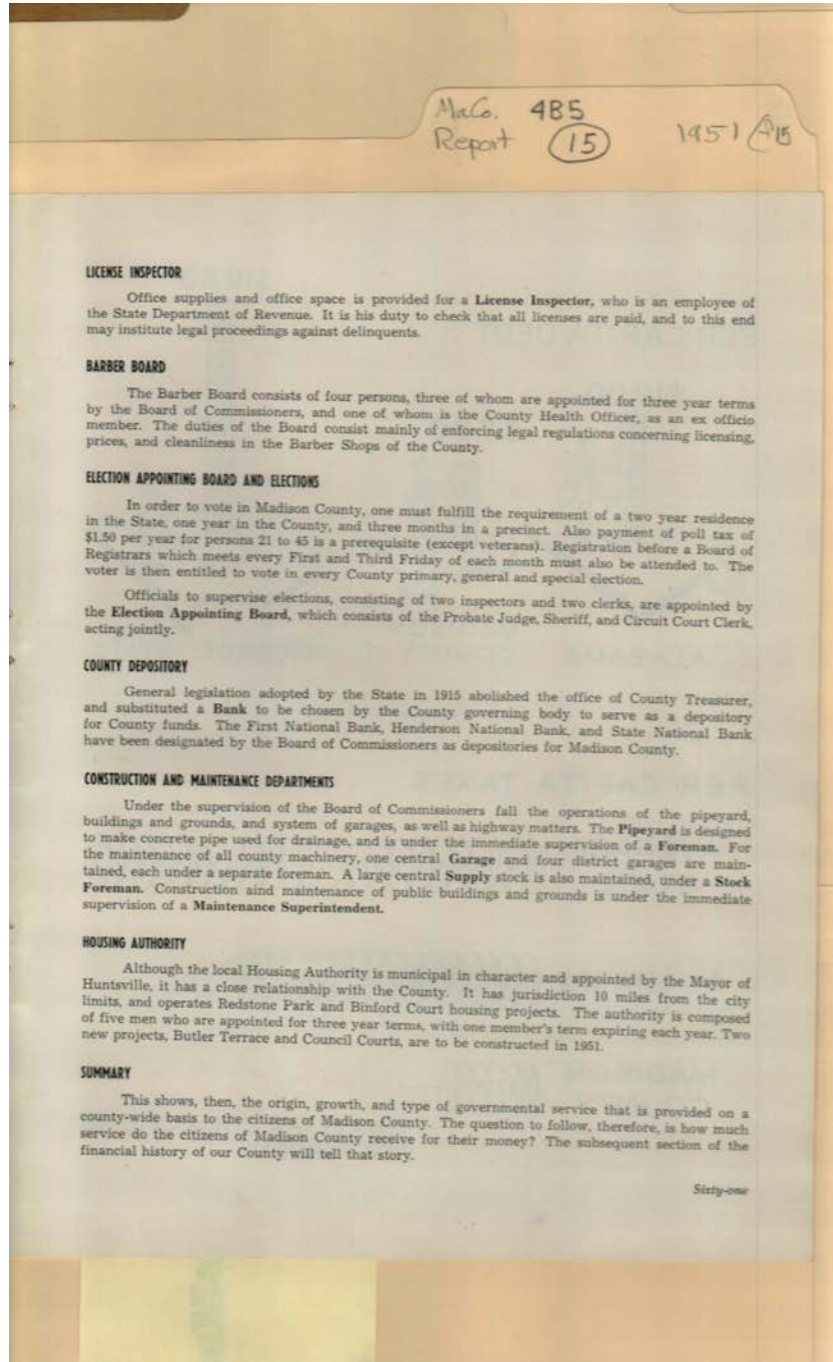 MaCo. 4B5
Report 15 1951
LICENSE INSPECTOR
Office supplies and office space is provided for a License Inspector, who is an employee of
the State Department of Revenue. It is his duty to check that all licenses are paid, and to this end
may institute legal proceedings against delinquents.
BARBER BOARD
The Barber Board consists of four persons, three of whom are appointed for three year terms
by the Board of Commissioners, and one of whom is the County Health Officer, as an ex officio
member. The duties of the Board consist mainly of enforcing legal regulations concerning licensing,
prices, and cleanliness in the Barber Shops of the County.
ELECTION APPOINTING BOARD AND ELECTIONS
In order to vote in Madison County, one must fulfill the requirement of a two year residence
in the State, one year in the County, and three months in a precinct. Also payment of poll tax of
$1.50 per year for persons 21 to 45 is a prerequisite (except veterans). Registration before a Board of
Registrars which meets every First and Third Friday of each month must also be attended to. The
voter is then entitled to vote in every County primary, general and special election.
Officials to supervise elections, consisting of two inspectors and two clerks, are appointed by
the Election Appointing Board, which consists of the Probate Judge, Sheriff, and Circuit Court Clerk,
acting jointly.
COUNTY DEPOSITORY
General legislation adopted by the State in 1915 abolished the office of County Treasurer,
and substituted a Bank to be chosen by the County governing body to serve as a depository
for County funds. The First National Bank, Henderson National Bank, and State National Bank
have been designated by the Board of Commissioners as depositories for Madison County.
CONSTRUCTION AND MAINTENANCE DEPARTMENTS
Under the supervision of the Board of Commissioners fall the operations of the pipeyard,
buildings and grounds, and system of garages, as well as highway matters. The Pipeyard is designed
to make concrete pipe used for drainage, and is under the immediate supervision of a Foreman. For
the maintenance of all county machinery, one central Garage and four district garages are main-
tained, each under a separate foreman. A large central Supply stock is also maintained, under a Stock
Foreman. Construction aind maintenance of public buildings and grounds is under the immediate
supervision of a Maintenance Superintendent.
HOUSING AUTHORITY
Although the local Housing Authority is municipal in character and appointed by the Mayor of
Huntsville, it has a close relationship with the County. It has jurisdiction 10 miles from the city
limits, and operates Redstone Park and Binford Court housing projects. The authority is composed
of five men who are appointed for three year terms, with one member's term expiring each year. Two
new projects, Butler Terrace and Council Courts, are to be constructed in 1951.
SUMMARY
This shows, then, the origin, growth, and type of governmental service that is provided on a
county-wide basis to the citizens of Madison County. The question to follow, therefore, is how much
service do the citizens of Madison County receive for their money? The subsequent section of the
financial history of our County will tell that story.
Sixty-one